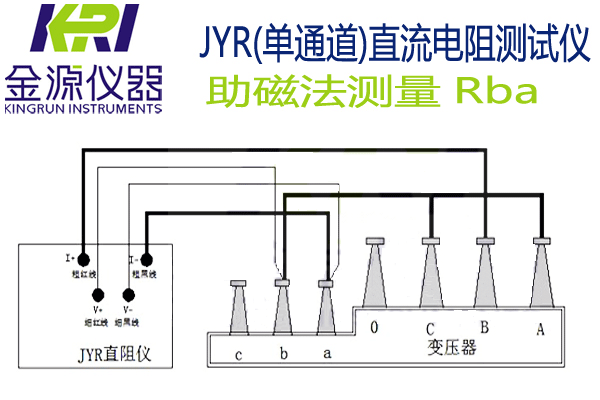 KRI
金源仪器
KINGRUN INSTRUMENTS
JYR(单通道)直流电阻测试仪
助磁法测量 Rba
I+
粗红线
I-
粗黑线
V+
细红线
V-
细黑线
JYR直阻仪
c b a
0 C B A
变压器